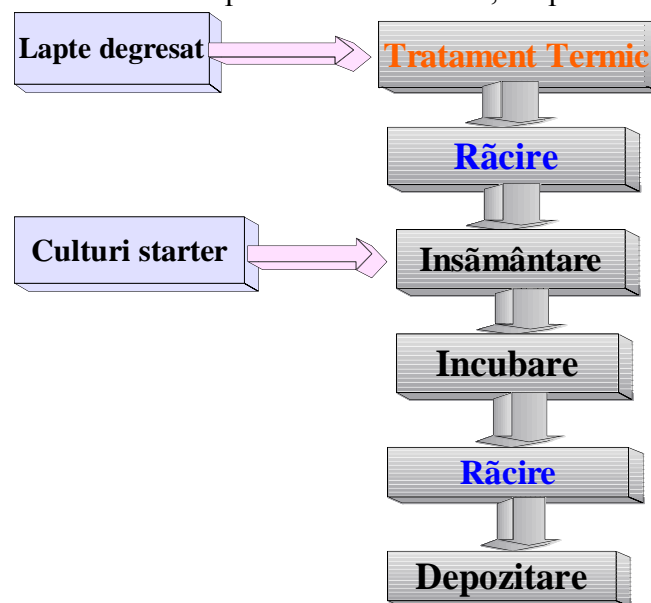 Lapte degresat
Tratament Termic
Rãcire
Culturi starter
Insãmântare
Incubare
Rãcire
Depozitare